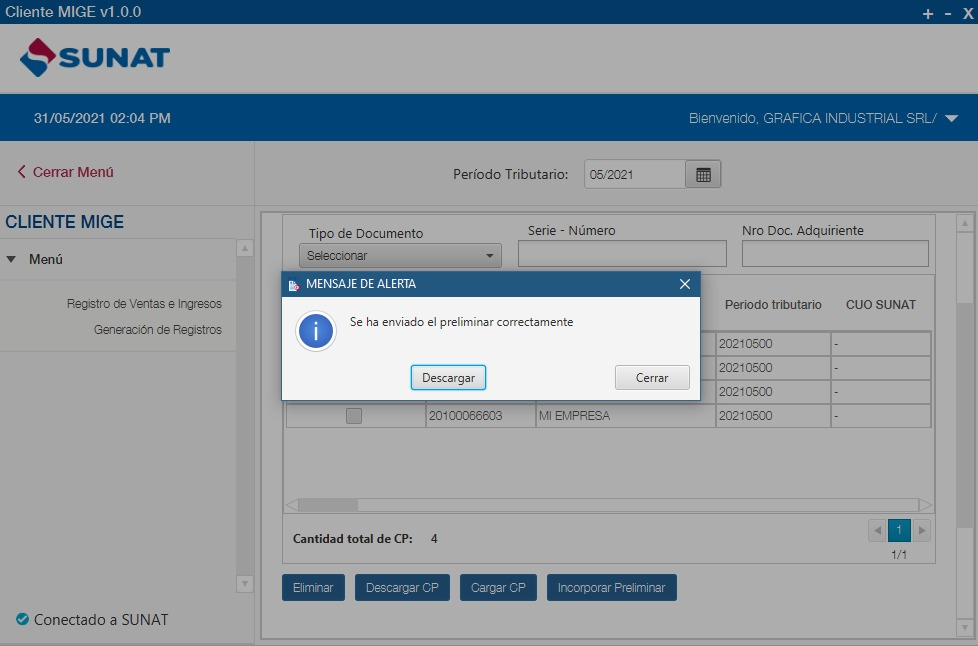 Cliente MIGE v1.0.0
+ - X
SUNAT
31/05/2021 02:04 PM
Bienvenido, GRAFICA INDUSTRIAL SRL/
Cerrar Menú
Período Tributario: 05/2021
CLIENTE MIGE
Menú
Registro de Ventas e Ingresos
Generación de Registros
Tipo de Documento
Serie - Número
Nro Doc. Adquiriente
Seleccionar
MENSAJE DE ALERTA
Se ha enviado el preliminar correctamente
Descargar
Cerrar
Periodo tributario CUO SUNAT
20210500 -
20210500 -
20210500 -
20100066603 MI EMPRESA 20210500 -
Cantidad total de CP: 4
1
1/1
Eliminar
Descargar CP
Cargar CP
Incorporar Preliminar
Conectado a SUNAT